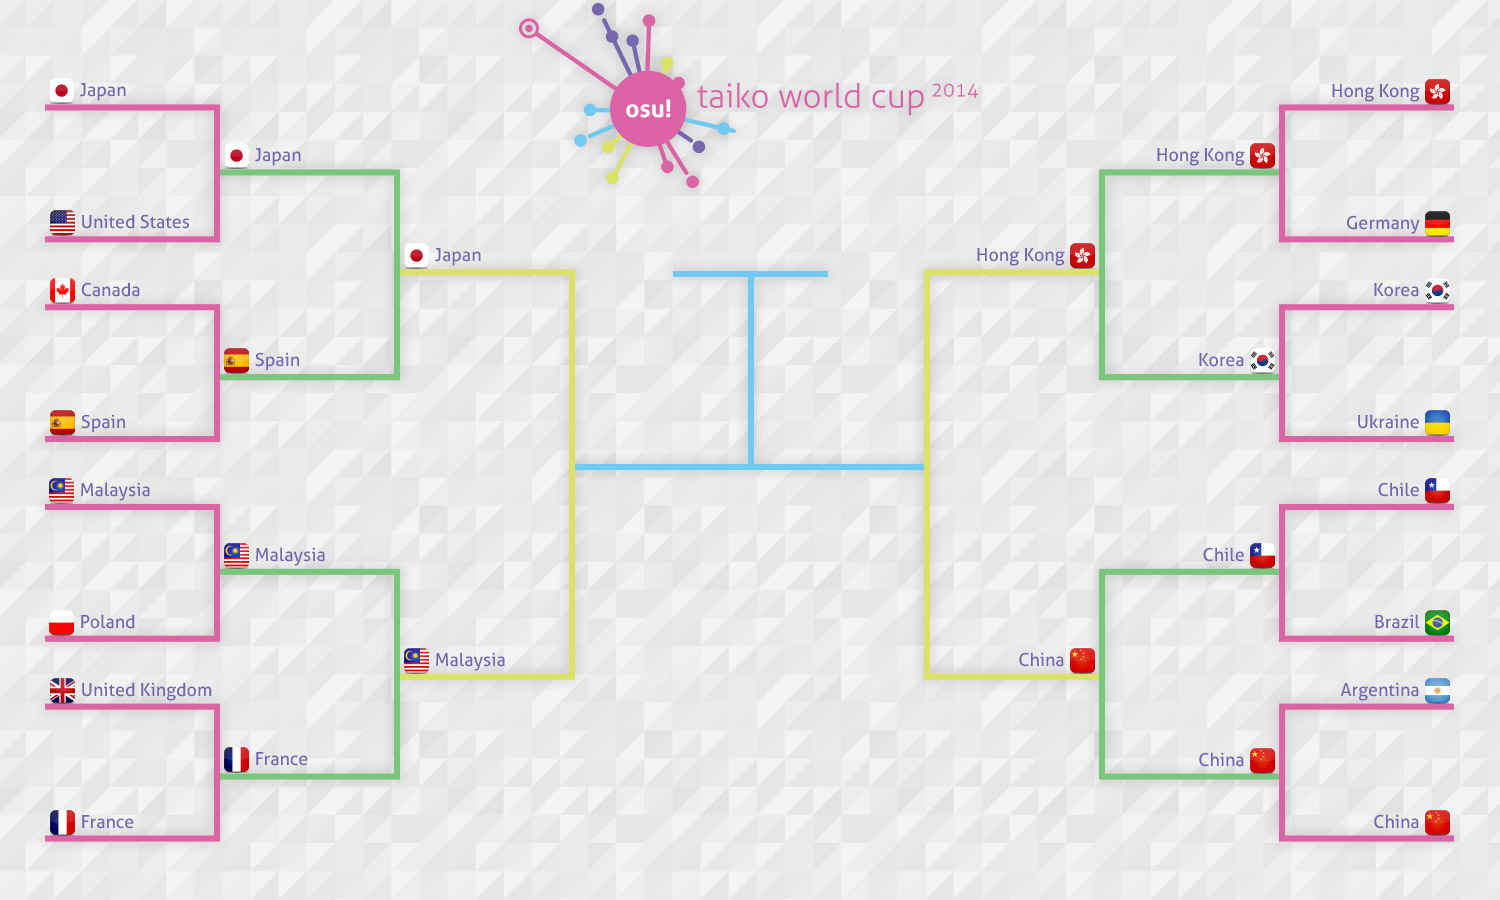 osu!
taiko world cup 2014
Japan
United States
Canada
Spain
Malaysia
Poland
United Kingdom
France
Japan
Spain
Malaysia
France
Japan
Malaysia
Hong Kong
China
Hong Kong
Korea
Chile
China
Hong Kong
Germany
Korea
Ukraine
Chile
Brazil
Argentina
China